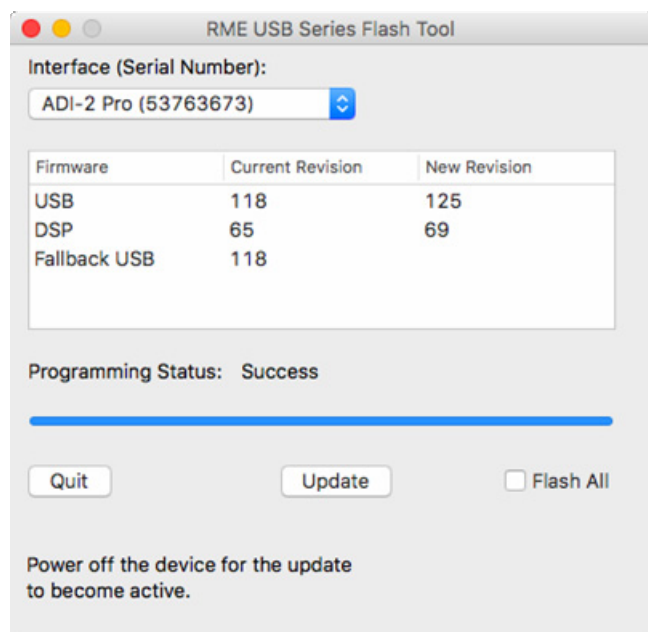 RME USB Series Flash Tool
Interface (Serial Number):
ADI-2 Pro (53763673)
Firmware Current Revision New Revision
USB 118 125
DSP 65 69
Fallback USB 118
Programming Status: Success
Quit Update Flash All
Power off the device for the update
to become active.